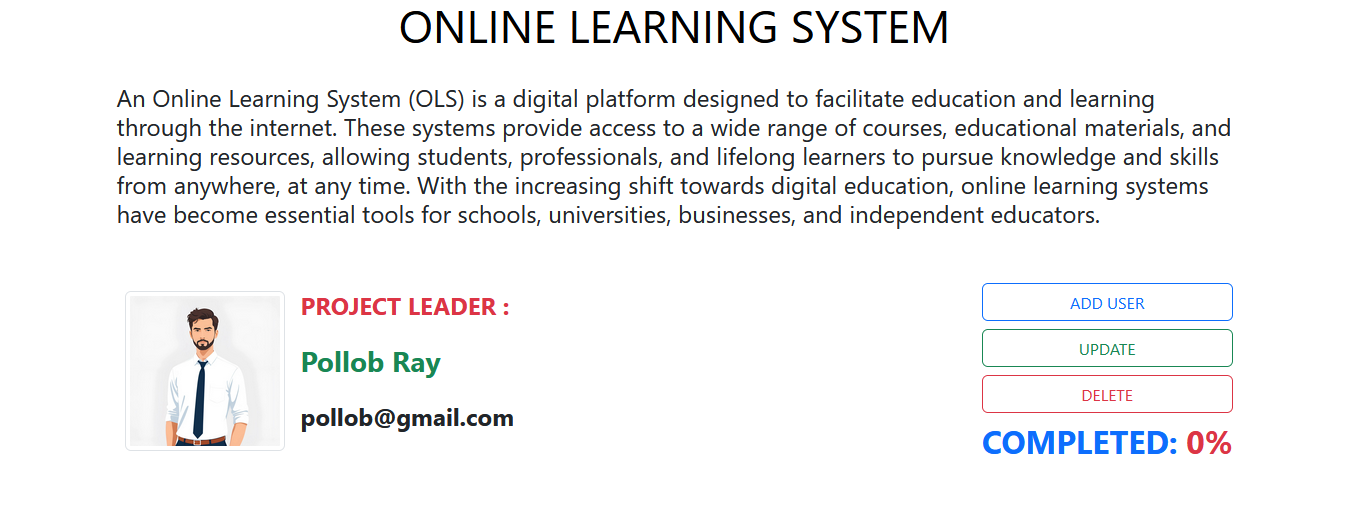 ONLINE LEARNING SYSTEM
An Online Learning System (OLS) is a digital platform designed to facilitate education and learning
through the internet. These systems provide access to a wide range of courses, educational materials, and
learning resources, allowing students, professionals, and lifelong learners to pursue knowledge and skills
from anywhere, at any time. With the increasing shift towards digital education, online learning systems
have become essential tools for schools, universities, businesses, and independent educators.
PROJECT LEADER :
Pollob Ray
pollob@gmail.com
ADD USER
UPDATE
DELETE
COMPLETED: 0%